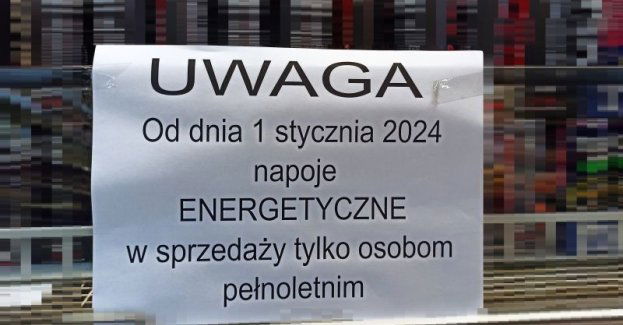 UWAGA
Od dnia 1 stycznia 2024
napoje
ENERGETYCZNE
w sprzedaży tylko osobom
pełnoletnim